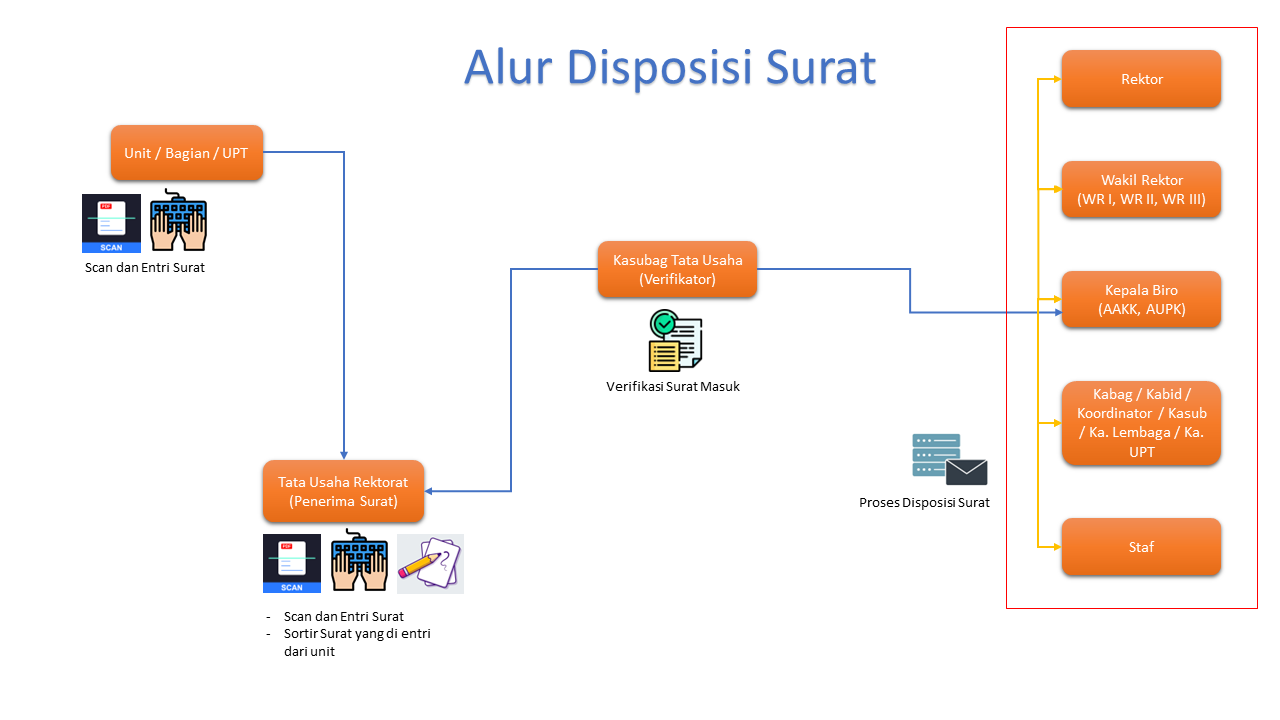 Alur Disposisi Surat
Unit / Bagian / UPT
PDF
SCAN
Scan dan Entri Surat
Tata Usaha Rektorat
(Penerima Surat)
PDF
SCAN
- Scan dan Entri Surat
- Sortir Surat yang di entri
dari unit
Kasubag Tata Usaha
(Verifikator)
Verifikasi Surat Masuk
Proses Disposisi Surat
Rektor
Wakil Rektor
(WR I, WR II, WR III)
Kepala Biro
(AAKK, AUPK)
Kabag / Kabid /
Koordinator / Kasub
/ Ka. Lembaga / Ka.
UPT
Staf